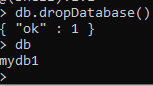 > db.dropDatabase()
{ "ok" : 1 }
> db
mydb1
>